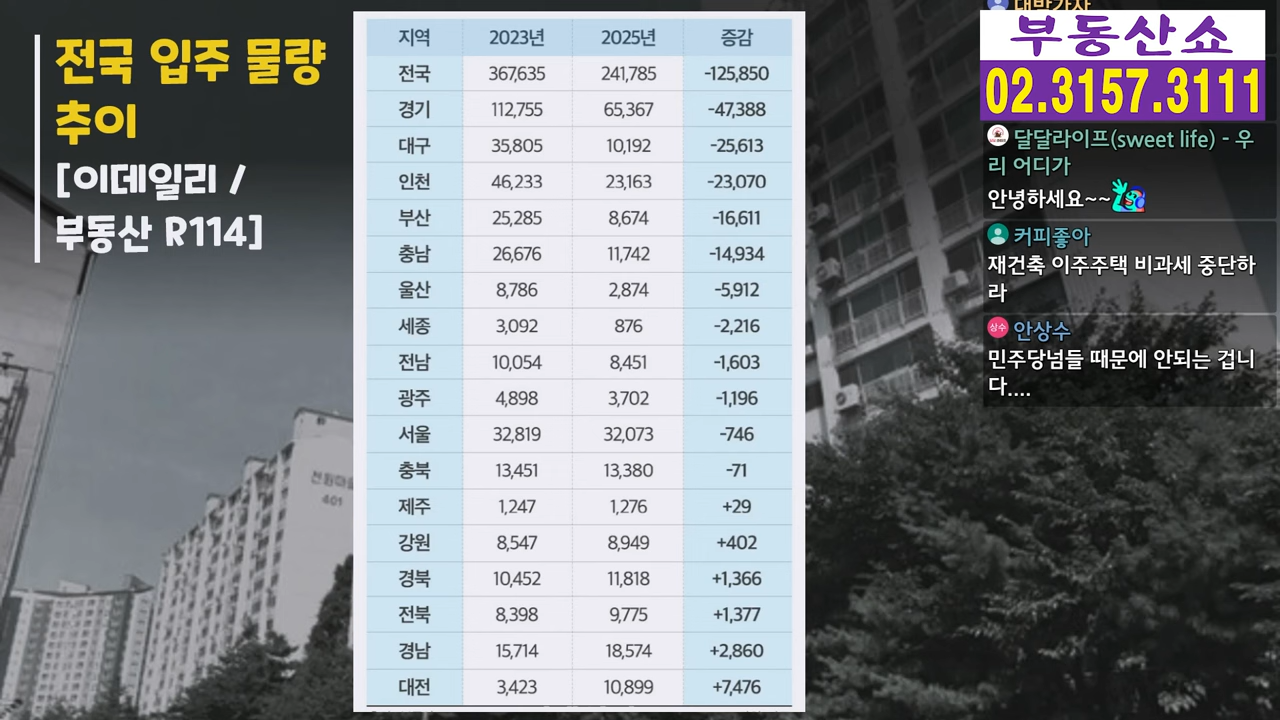 전국 입주 물량
추이
[이데일리 /
부동산 R114]
지역 2023년 2025년 증감
전국 367,635 241,785 -125,850
경기 112,755 65,367 -47,388
대구 35,805 10,192 -25,613
인천 46,233 23,163 -23,070
부산 25,285 8,674 -16,611
충남 26,676 11,742 -14,934
울산 8,786 2,874 -5,912
세종 3,092 876 -2,216
전남 10,054 8,451 -1,603
광주 4,898 3,702 -1,196
서울 32,819 32,073 -746
충북 13,451 13,380 -71
제주 1,247 1,276 +29
강원 8,547 8,949 +402
경북 10,452 11,818 +1,366
전북 8,398 9,775 +1,377
경남 15,714 18,574 +2,860
대전 3,423 10,899 +7,476
부동산쇼
02.3157.3111
달달라이프(sweet life) - 우
리 어디가
안녕하세요~~
커피좋아
재건축 이주주택 비과세 중단하
라
상수 안상수
민주당넘들 때문에 안되는 겁니
다....
401